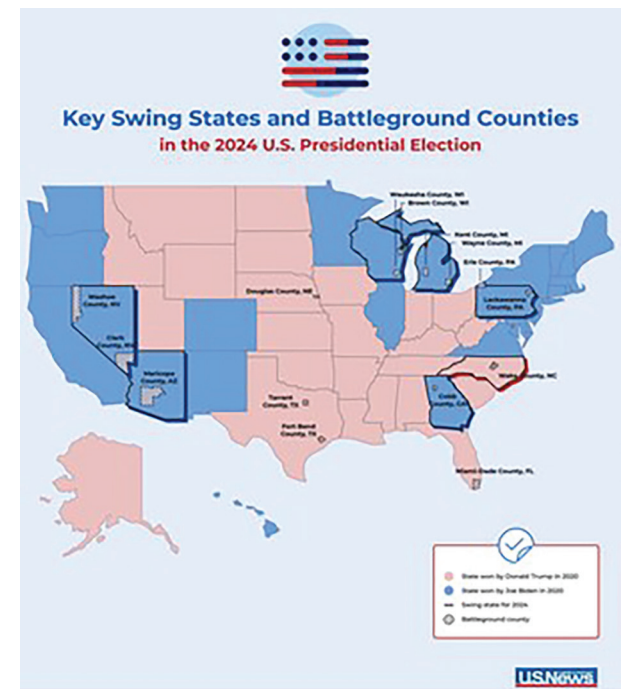 Key Swing States and Battleground Counties
in the 2024 U.S. Presidential Election
Waukesha County, WI
Brown County, WI
Kent County, MI
Wayne County, MI
Erie County, PA
Douglas County, NE
Washoe
County, NV
Lackawanna
County, PA
Clark
County, NV
Maricopa
County, AZ
Wake County, NC
Tarrant
County, TX
Cobb
County, GA
Fort Bend
County, TX
Miami-Dade County, FL
State won by Donald Trump in 2020
State won by Joe Biden in 2020
Swing state for 2024
Battleground county
U.S.News